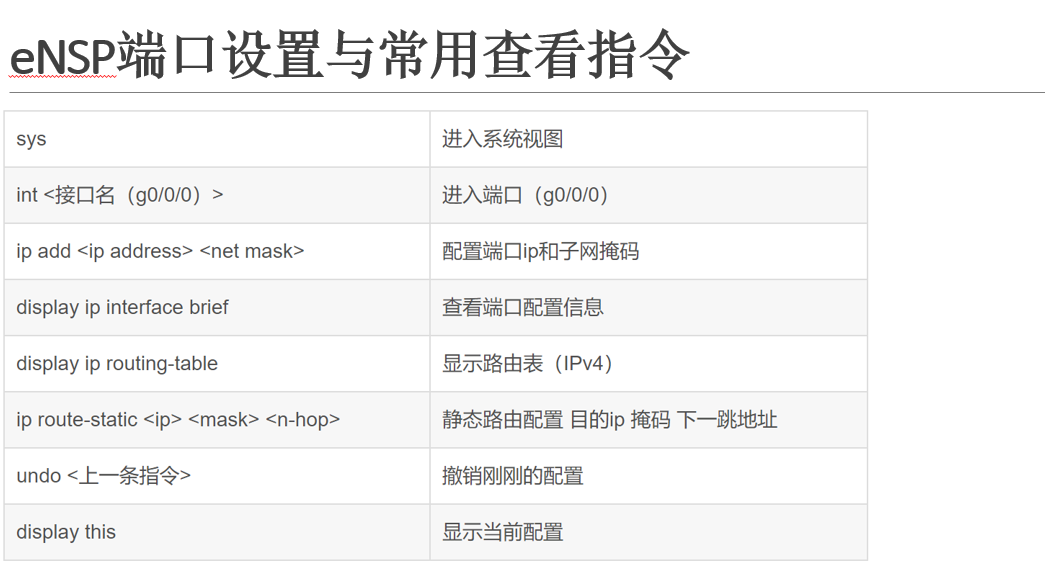 eNSP端口设置与常用查看指令
sys 进入系统视图
int <接口名（g0/0/0）> 进入端口（g0/0/0）
ip add <ip address> <net mask> 配置端口ip和子网掩码
display ip interface brief 查看端口配置信息
display ip routing-table 显示路由表（IPv4）
ip route-static <ip> <mask> <n-hop> 静态路由配置 目的ip 掩码 下一跳地址
undo <上一条指令> 撤销刚刚的配置
display this 显示当前配置